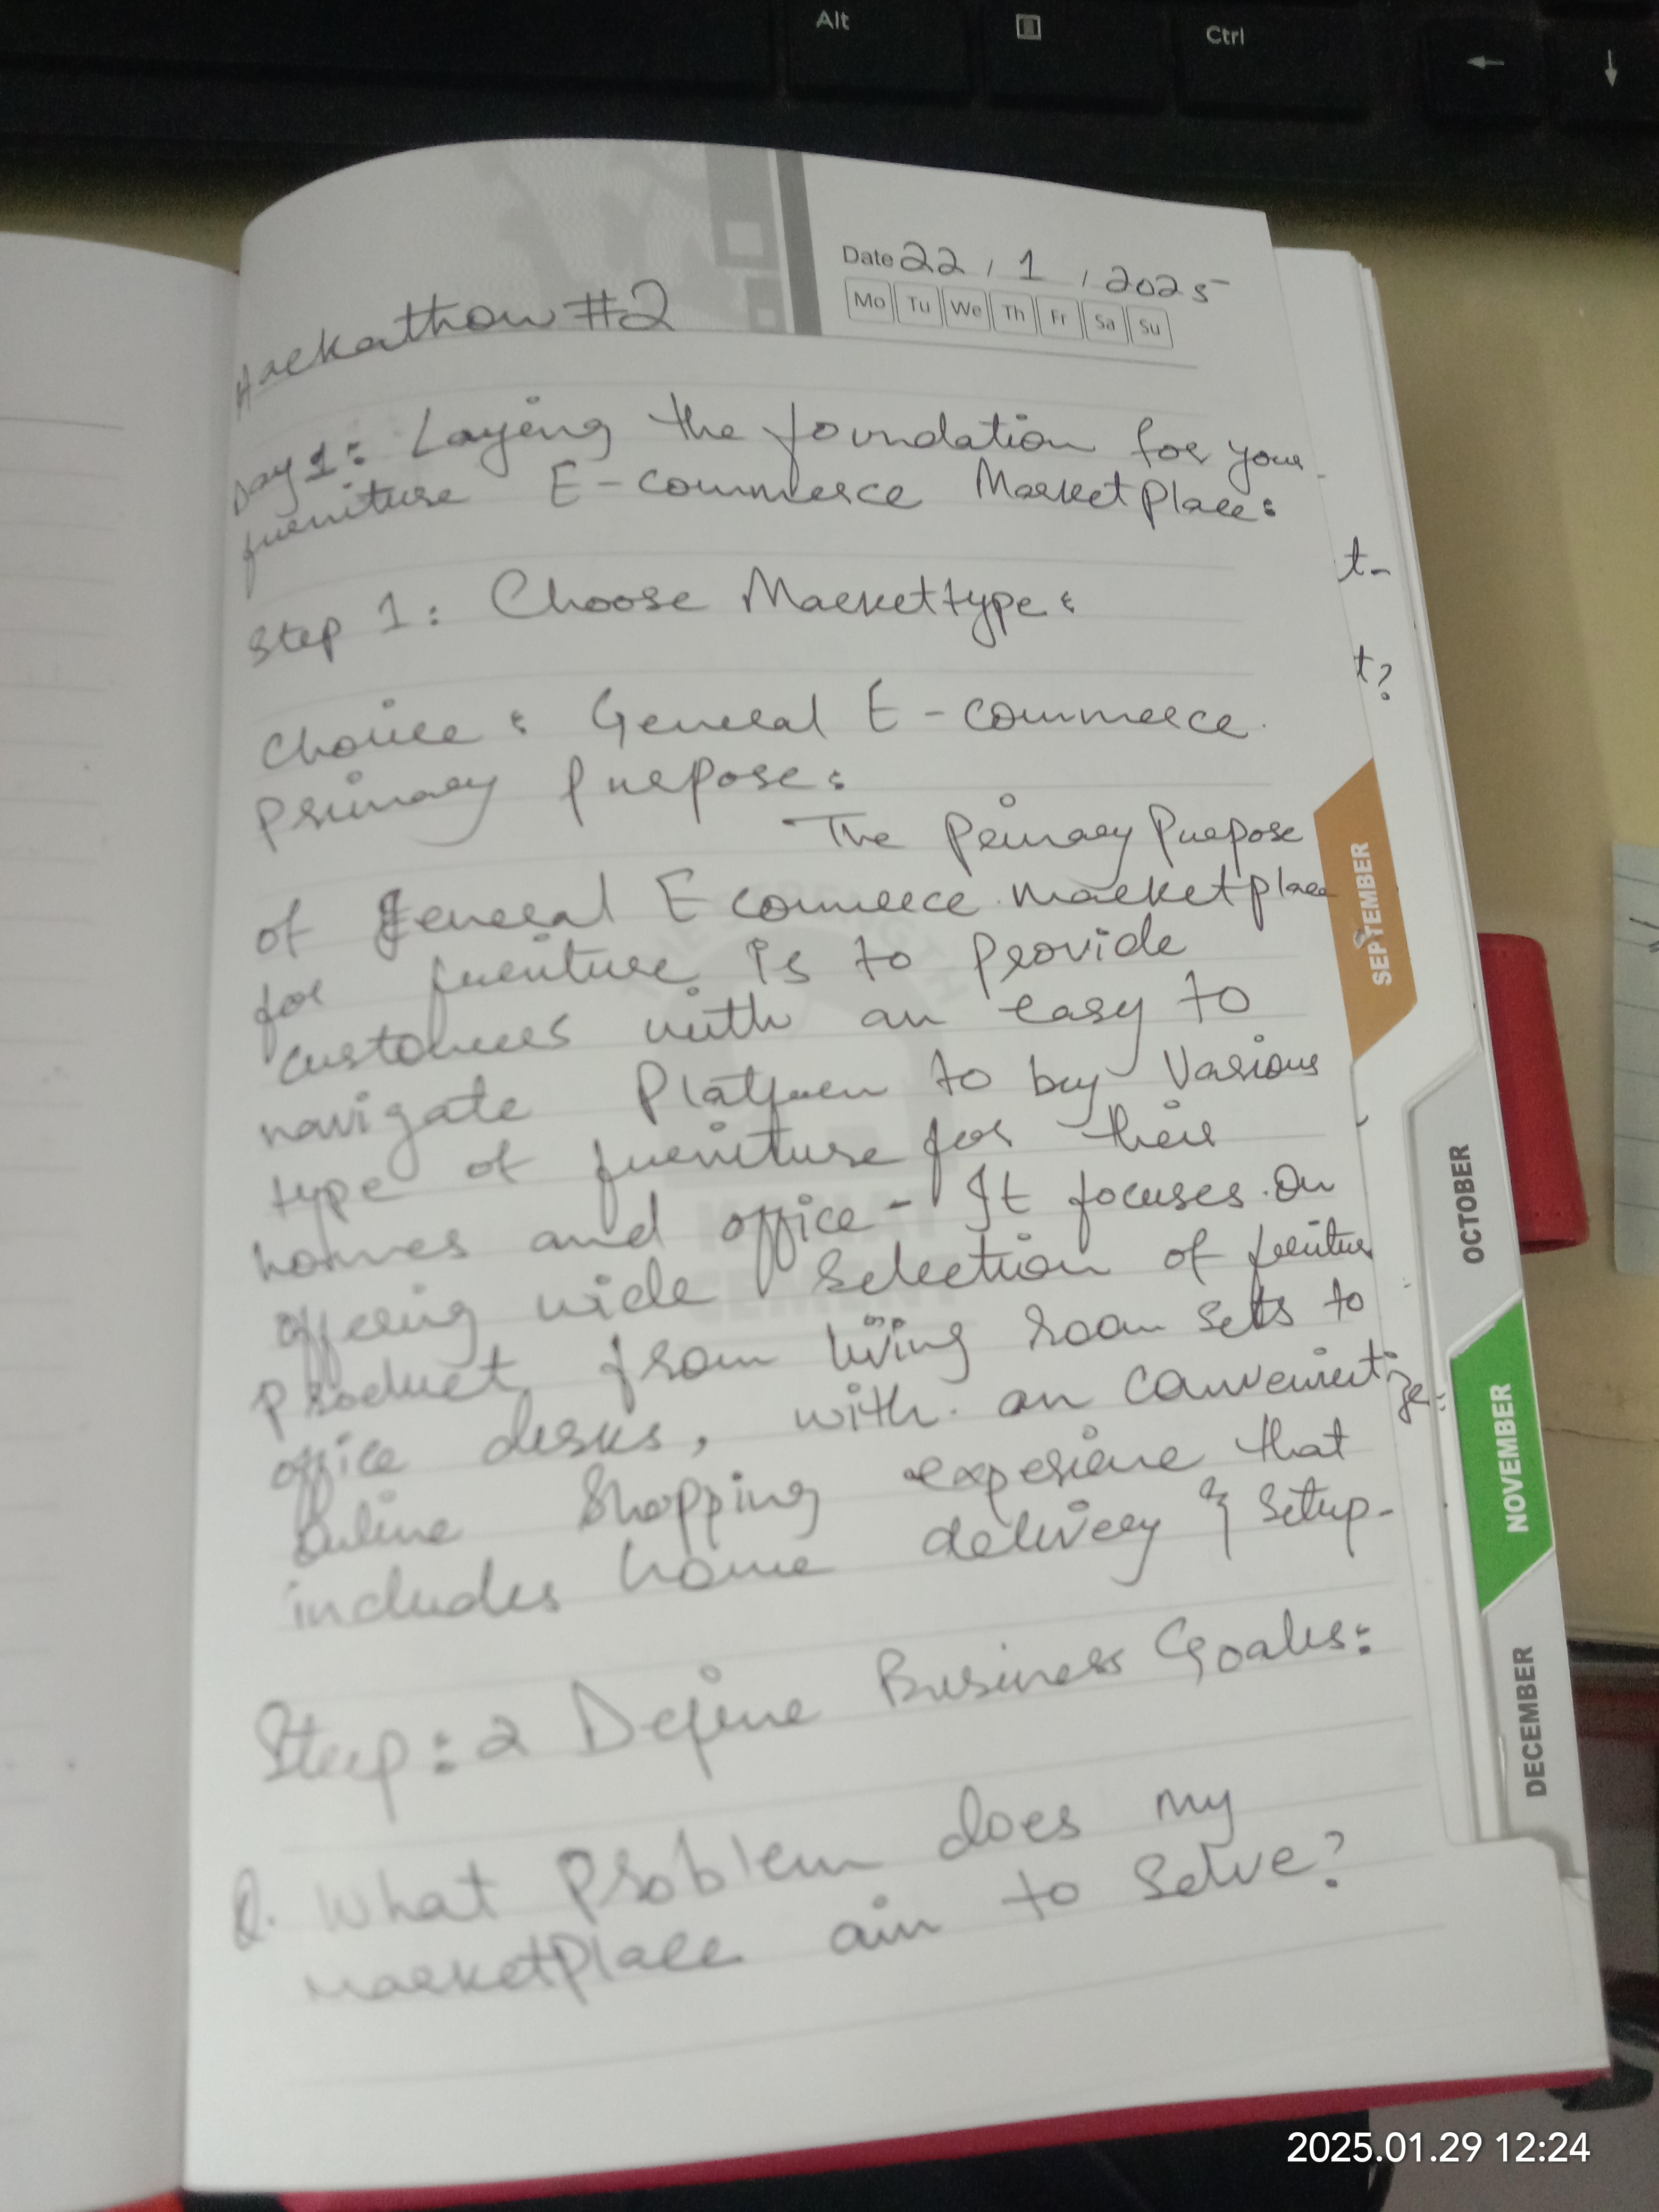 Alt
Ctrl
Date 22 / 1 / 2025
Mo Tu We Th Fr Sa Su
Hackathon #2
Day 1: Laying the foundation for your
furniture E-commerce MarketPlace:
Step 1: Choose Market type:
Choice: General E-commerce.
Primary Purpose:
The Primary Purpose
of general E commerce marketplace
for furniture is to Provide
customers with an easy to
navigate Platform to buy Various
type of furniture for their
homes and office - It focuses on
offering wide selection of
Product, from living room sets to
office desks, with an convenient
online Shopping experience that
includes home delivery & Setup-
Step: 2 Define Business Goals:
Q. What Problem does my
marketPlace aim to Solve?
t-
t?
SEPTEMBER
OCTOBER
NOVEMBER
DECEMBER
2025.01.29 12:24